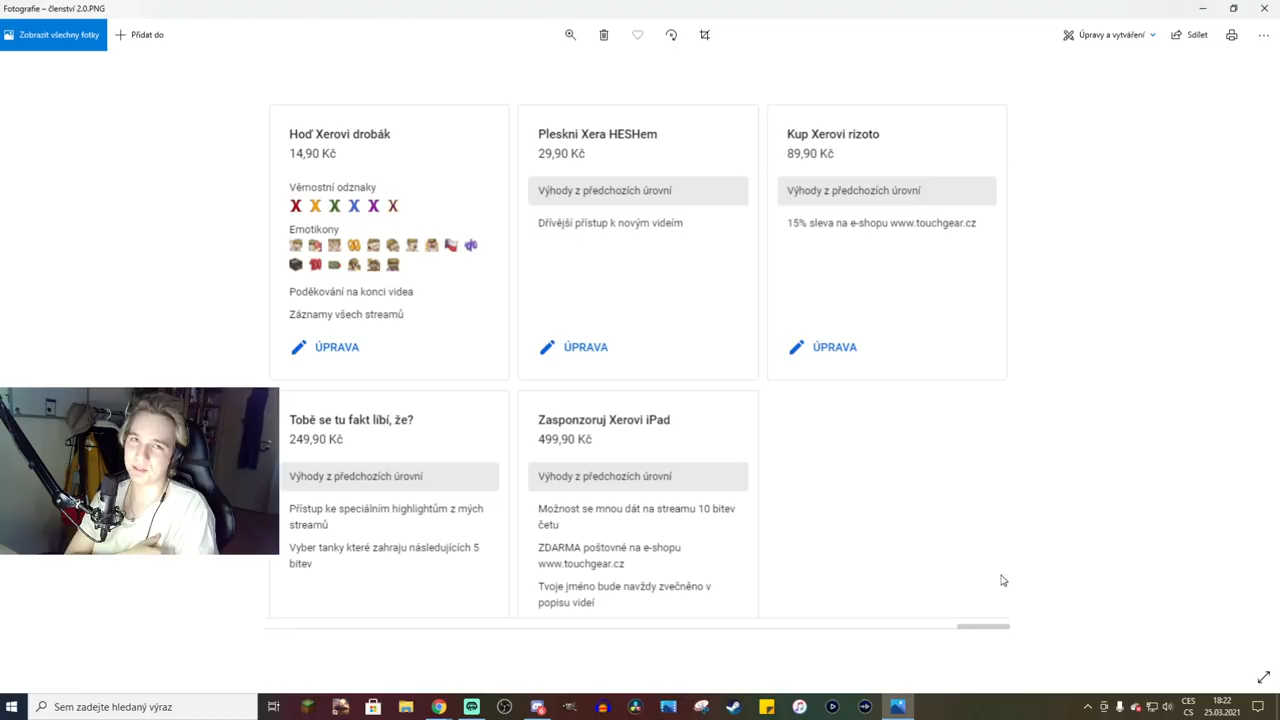 Fotografie – členství 2.0.PNG
Zobrazit všechny fotky
Přidat do
Úpravy a vytváření
Sdílet
Hoď Xerovi drobák
14,90 Kč
Věrnostní odznaky
X X X X X X
Emotikony
Poděkování na konci videa
Záznamy všech streamů
ÚPRAVA
Pleskni Xera HESHem
29,90 Kč
Výhody z předchozích úrovní
Dřívější přístup k novým videím
ÚPRAVA
Kup Xerovi rizoto
89,90 Kč
Výhody z předchozích úrovní
15% sleva na e-shopu www.touchgear.cz
ÚPRAVA
Tobě se tu fakt líbí, že?
249,90 Kč
Výhody z předchozích úrovní
Přístup ke speciálním highlightům z mých
streamů
Vyber tanky které zahraju následujících 5
bitev
Zasponzoruj Xerovi iPad
499,90 Kč
Výhody z předchozích úrovní
Možnost se mnou dát na streamu 10 bitev
četu
ZDARMA poštovné na e-shopu
www.touchgear.cz
Tvoje jméno bude navždy zvečněno v
popisu videí
Sem zadejte hledaný výraz
CES
CS
18:22
25.03.2021